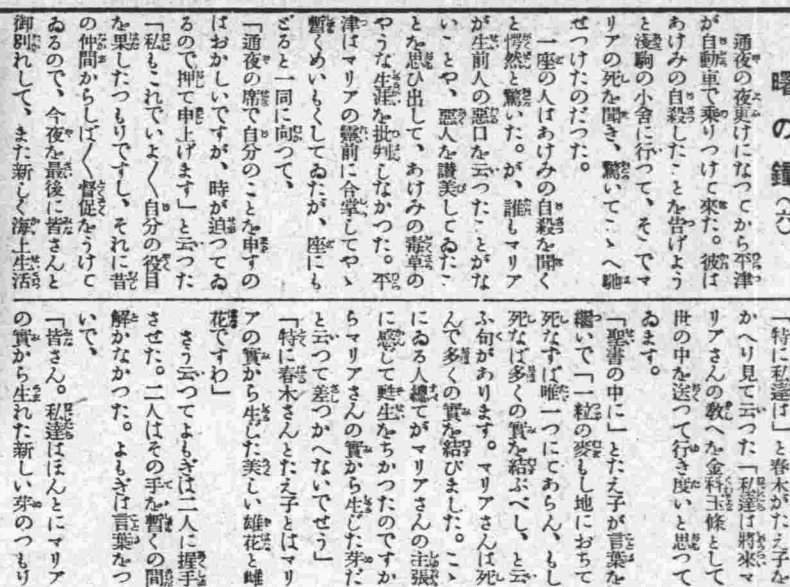 曙の鐘(六)
通夜の夜更けになつてから平津
が自動車で乗りつけて來た。彼は
あけみの自殺したことを告げよう
と淺駒の小舍に行つて、そこでマ
リアの死を聞き、驚いてこゝへ馳
せつけたのだつた。
一座の人はあけみの自殺を聞く
と愕然と驚いた。が、誰もマリア
が生前人の惡口を云つたことがな
いことや、惡人を讃美してゐたこ
とを思ひ出して、あけみの毒草の
やうな生涯を批判しなかつた。平
津はマリアの靈前に合掌してやゝ
暫くめいもくしてゐたが、座にも
どると一同に向つて、
「通夜の席で自分のことを申すの
はおかしいですが、時が迫つてゐ
るので押て申上げます」と云つた
「私もこれでいよ〱自分の役目
を果したつもりですし、それに昔
の仲間からしば〱督促をうけて
ゐるので、今夜を最後に皆さんと
御別れして、また新しく海上生活
「特に私達は」と春木がたえ子を
かへり見て云つた「私達は將來マ
リアさんの敎へを金科玉條として
世の中を送つて行き度いと思つて
ゐます。
「聖書の中に」とたえ子が言葉を
繼いで「一粒の麥もし地におちて
死なずば唯一つにてあらん、もし
死なば多くの實を結ぶべし、と云
ふ句があります。マリアさんは死
んで多くの實を結びました。こゝ
にゐる人總てがマリアさんの主張
に感じて甦生をちかつたのですか
らマリアさんの實から生じた芽だ
と云つて差つかへないでせう」
「特に春木さんとたえ子とはマリ
アの實から生じた美しい雄花と雌
花ですわ」
さう云つてよもぎは二人に握手
させた。二人はその手を暫くの間
解かなかつた。よもぎは言葉をつ
いで、
「皆さん。私達はほんとにマリア
の實から生れた新しい芽のつもり